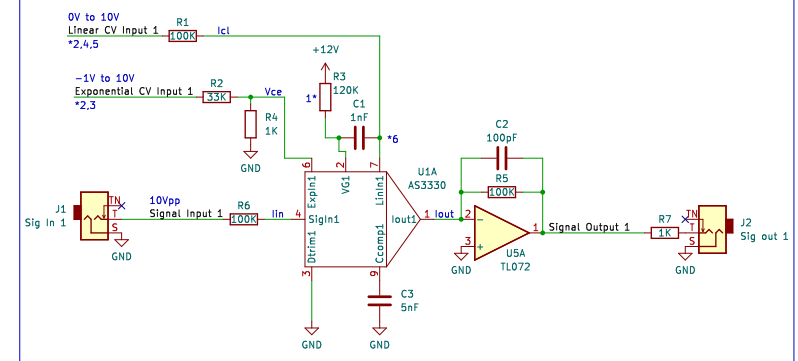 0V to 10V
Linear CV Input 1
*2,4,5
R1
100K
Icl
-1V to 10V
Exponential CV Input 1
*2,3
R2
33K
Vce
R4
1K
GND
+12V
R3
120K
1*
C1
1nF
*6
6
2
7
ExpIn1
VG1
LinIn1
U1A
AS3330
J1
Sig In 1
TN
T
S
GND
10Vpp
Signal Input 1
R6
100K
Iin
4
SigIn1
Iout1
1
Iout
Dtrim1
Ccomp1
3
9
C3
5nF
GND
GND
C2
100pF
R5
100K
2
-
3
+
1
GND
U5A
TL072
Signal Output 1
R7
1K
TN
T
S
GND
J2
Sig out 1